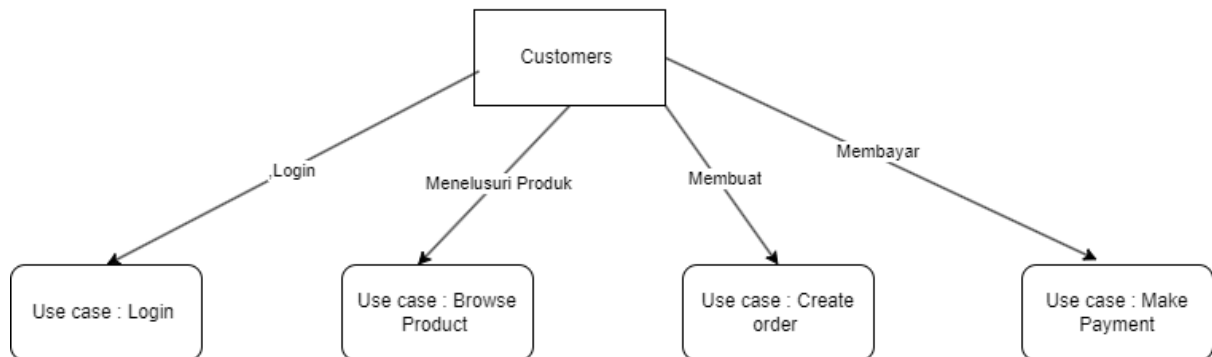 Customers
,Login
Menelusuri Produk
Membuat
Membayar
Use case : Login
Use case : Browse
Product
Use case : Create
order
Use case : Make
Payment